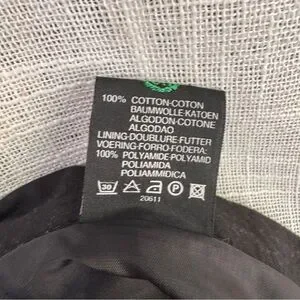 100% COTTON-COTON
BAUMWOLLE-KATOEN
ALGODON-COTONE
ALGODAO
LINING-DOUBLURE-FUTTER
VOERING-FORRO-FODERA:
100% POLYAMIDE-POLYAMID
POLIAMIDA
POLIAMMIDICA
30 A P
20611